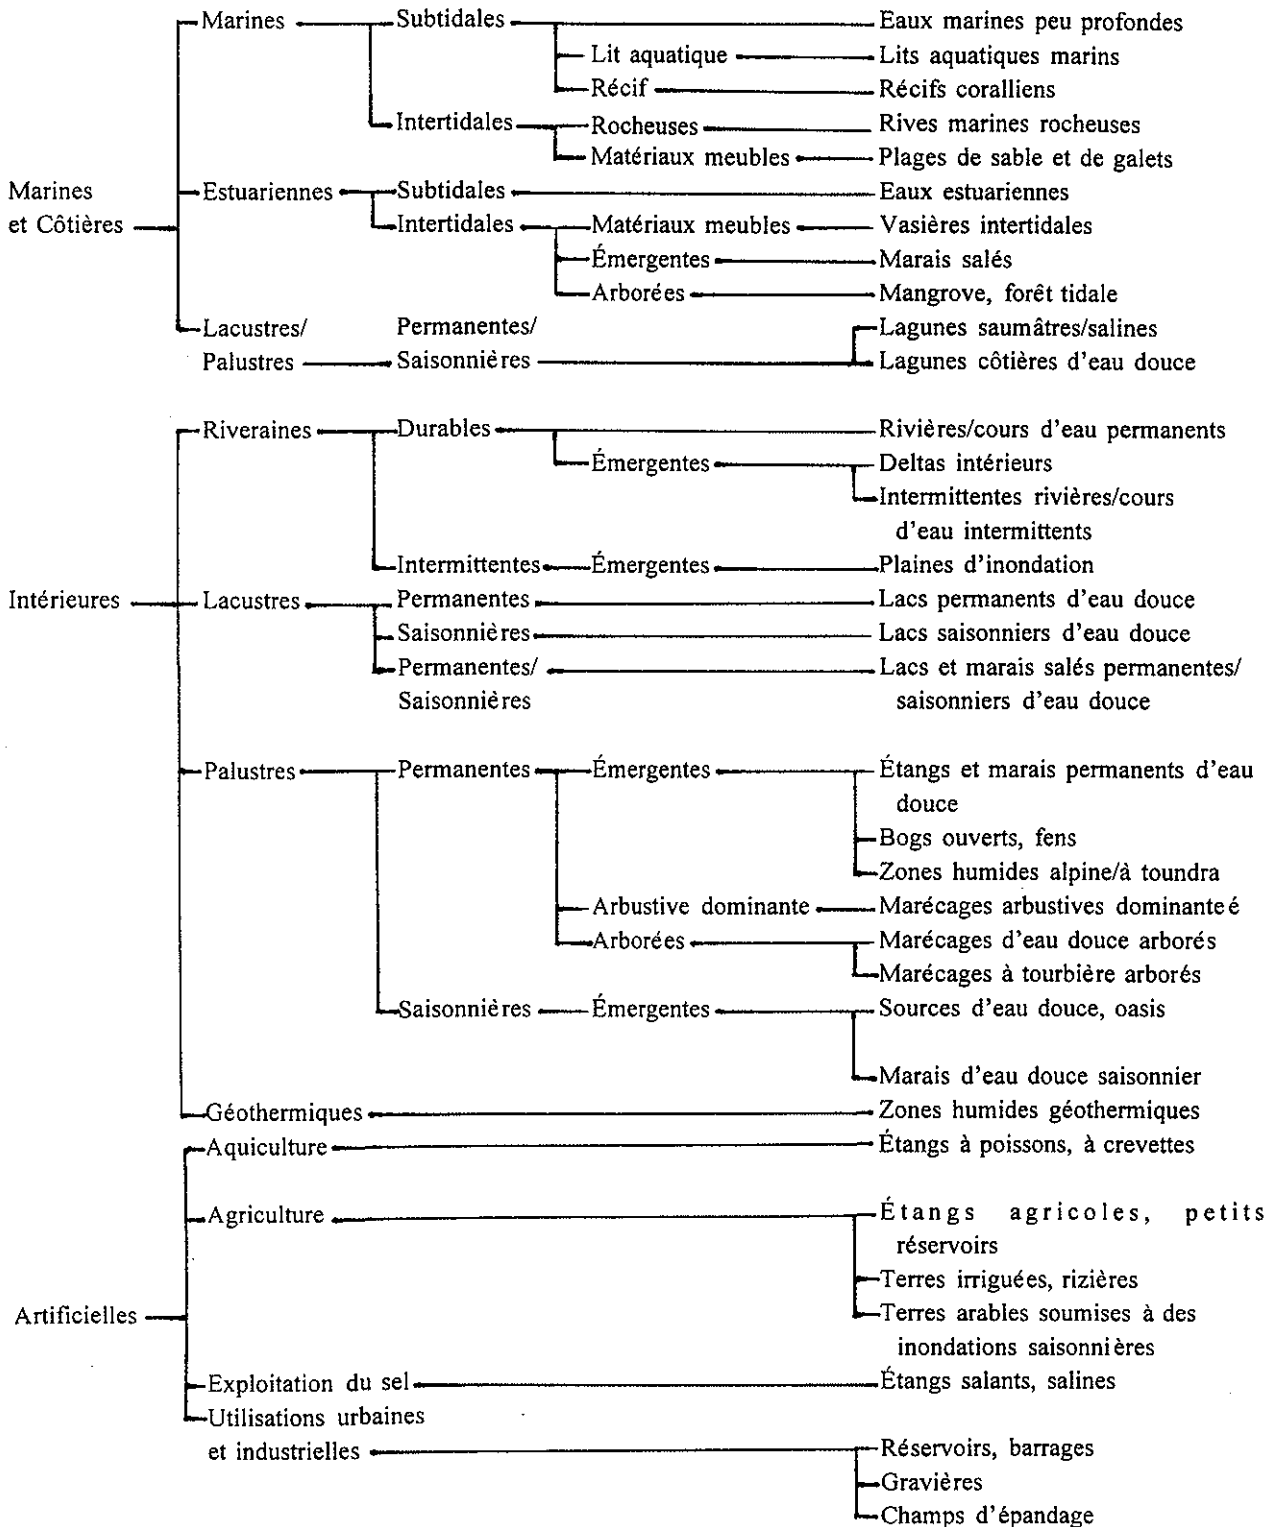 Marines Subtidales Eaux marines peu profondes
Lit aquatique Lits aquatiques marins
Récif Récifs coralliens
Intertidales Rocheuses Rives marines rocheuses
Matériaux meubles Plages de sable et de galets
Marines Estuariennes Subtidales Eaux estuariennes
et Côtières Intertidales Matériaux meubles Vasières intertidales
Émergentes Marais salés
Arborées Mangrove, forêt tidale
Lacustres/ Permanentes/ Lagunes saumâtres/salines
Palustres Saisonnières Lagunes côtières d'eau douce
Riveraines Durables Rivières/cours d'eau permanents
Émergentes Deltas intérieurs
Intermittentes rivières/cours
d'eau intermittents
Intermittentes Émergentes Plaines d'inondation
Intérieures Lacustres Permanentes Lacs permanents d'eau douce
Saisonnières Lacs saisonniers d'eau douce
Permanentes/ Lacs et marais salés permanentes/
Saisonnières saisonniers d'eau douce
Palustres Permanentes Émergentes Étangs et marais permanents d'eau
douce
Bogs ouverts, fens
Zones humides alpine/à toundra
Arbustive dominante Marécages arbustives dominanteé
Arborées Marécages d'eau douce arborés
Marécages à tourbière arborés
Saisonnières Émergentes Sources d'eau douce, oasis
Marais d'eau douce saisonnier
Géothermiques Zones humides géothermiques
Aquiculture Étangs à poissons, à crevettes
Agriculture Étangs agricoles, petits
réservoirs
Terres irriguées, rizières
Artificielles Terres arables soumises à des
inondations saisonnières
Exploitation du sel Étangs salants, salines
Utilisations urbaines
et industrielles Réservoirs, barrages
Gravières
Champs d'épandage